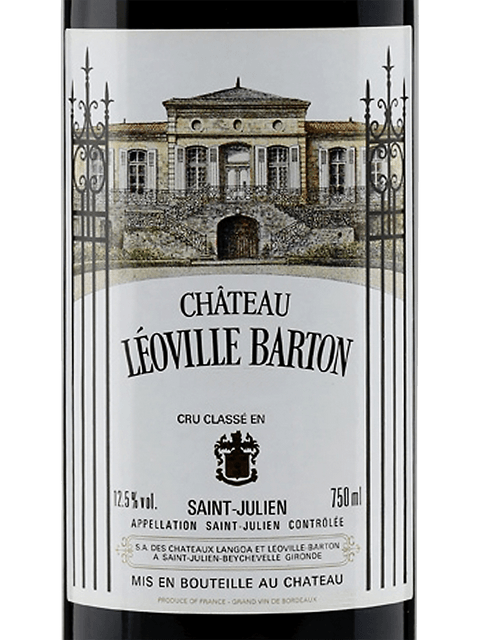 CHÂTEAU
LÉOVILLE BARTON
CRU CLASSÉ EN
12.5% vol.
750 ml
SAINT-JULIEN
APPELLATION SAINT-JULIEN CONTRÔLÉE
S.A. DES CHATEAUX LANGOA ET LÉOVILLE-BARTON
A SAINT-JULIEN-BEYCHEVELLE GIRONDE
MIS EN BOUTEILLE AU CHATEAU
PRODUCE OF FRANCE - GRAND VIN DE BORDEAUX